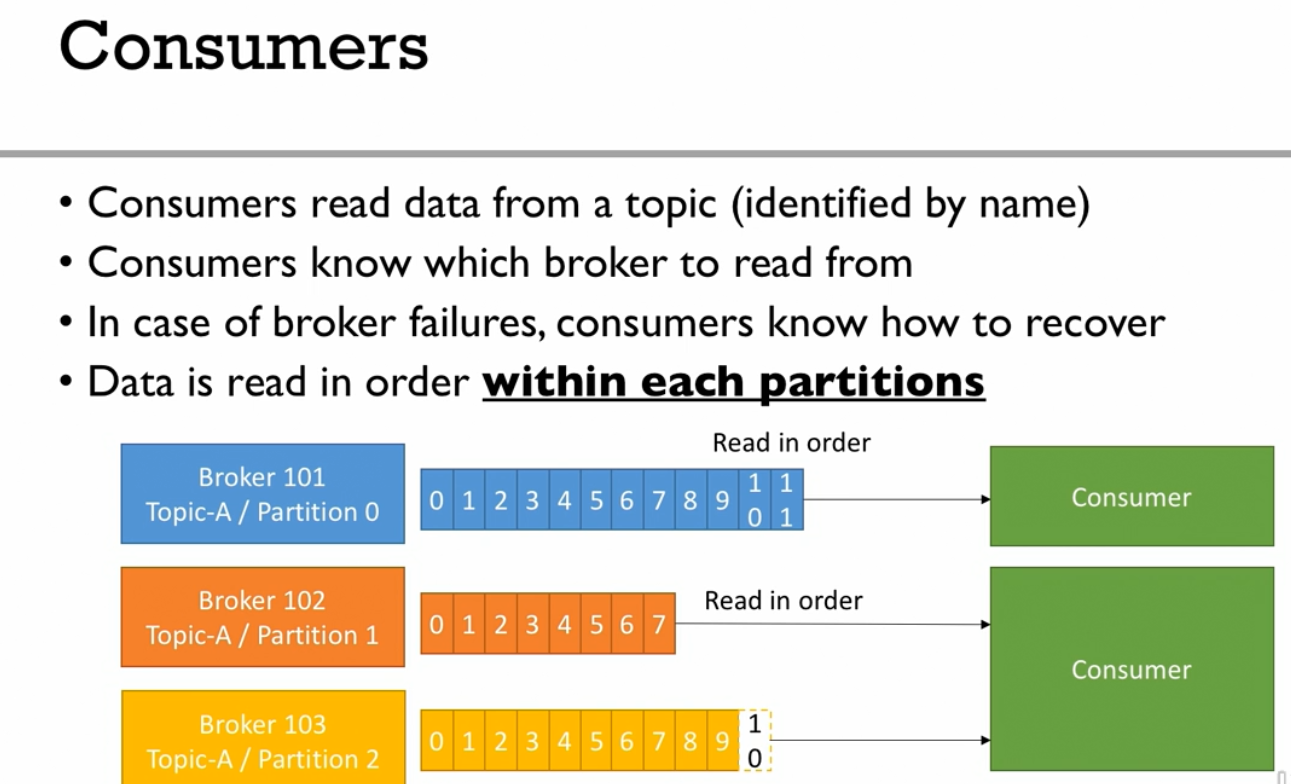 Consumers
• Consumers read data from a topic (identified by name)
• Consumers know which broker to read from
• In case of broker failures, consumers know how to recover
• Data is read in order within each partitions
Read in order
Broker 101
Topic-A / Partition 0
0 1 2 3 4 5 6 7 8 9 10 11
Consumer
Broker 102
Topic-A / Partition 1
0 1 2 3 4 5 6 7
Read in order
Consumer
Broker 103
Topic-A / Partition 2
0 1 2 3 4 5 6 7 8 9 10